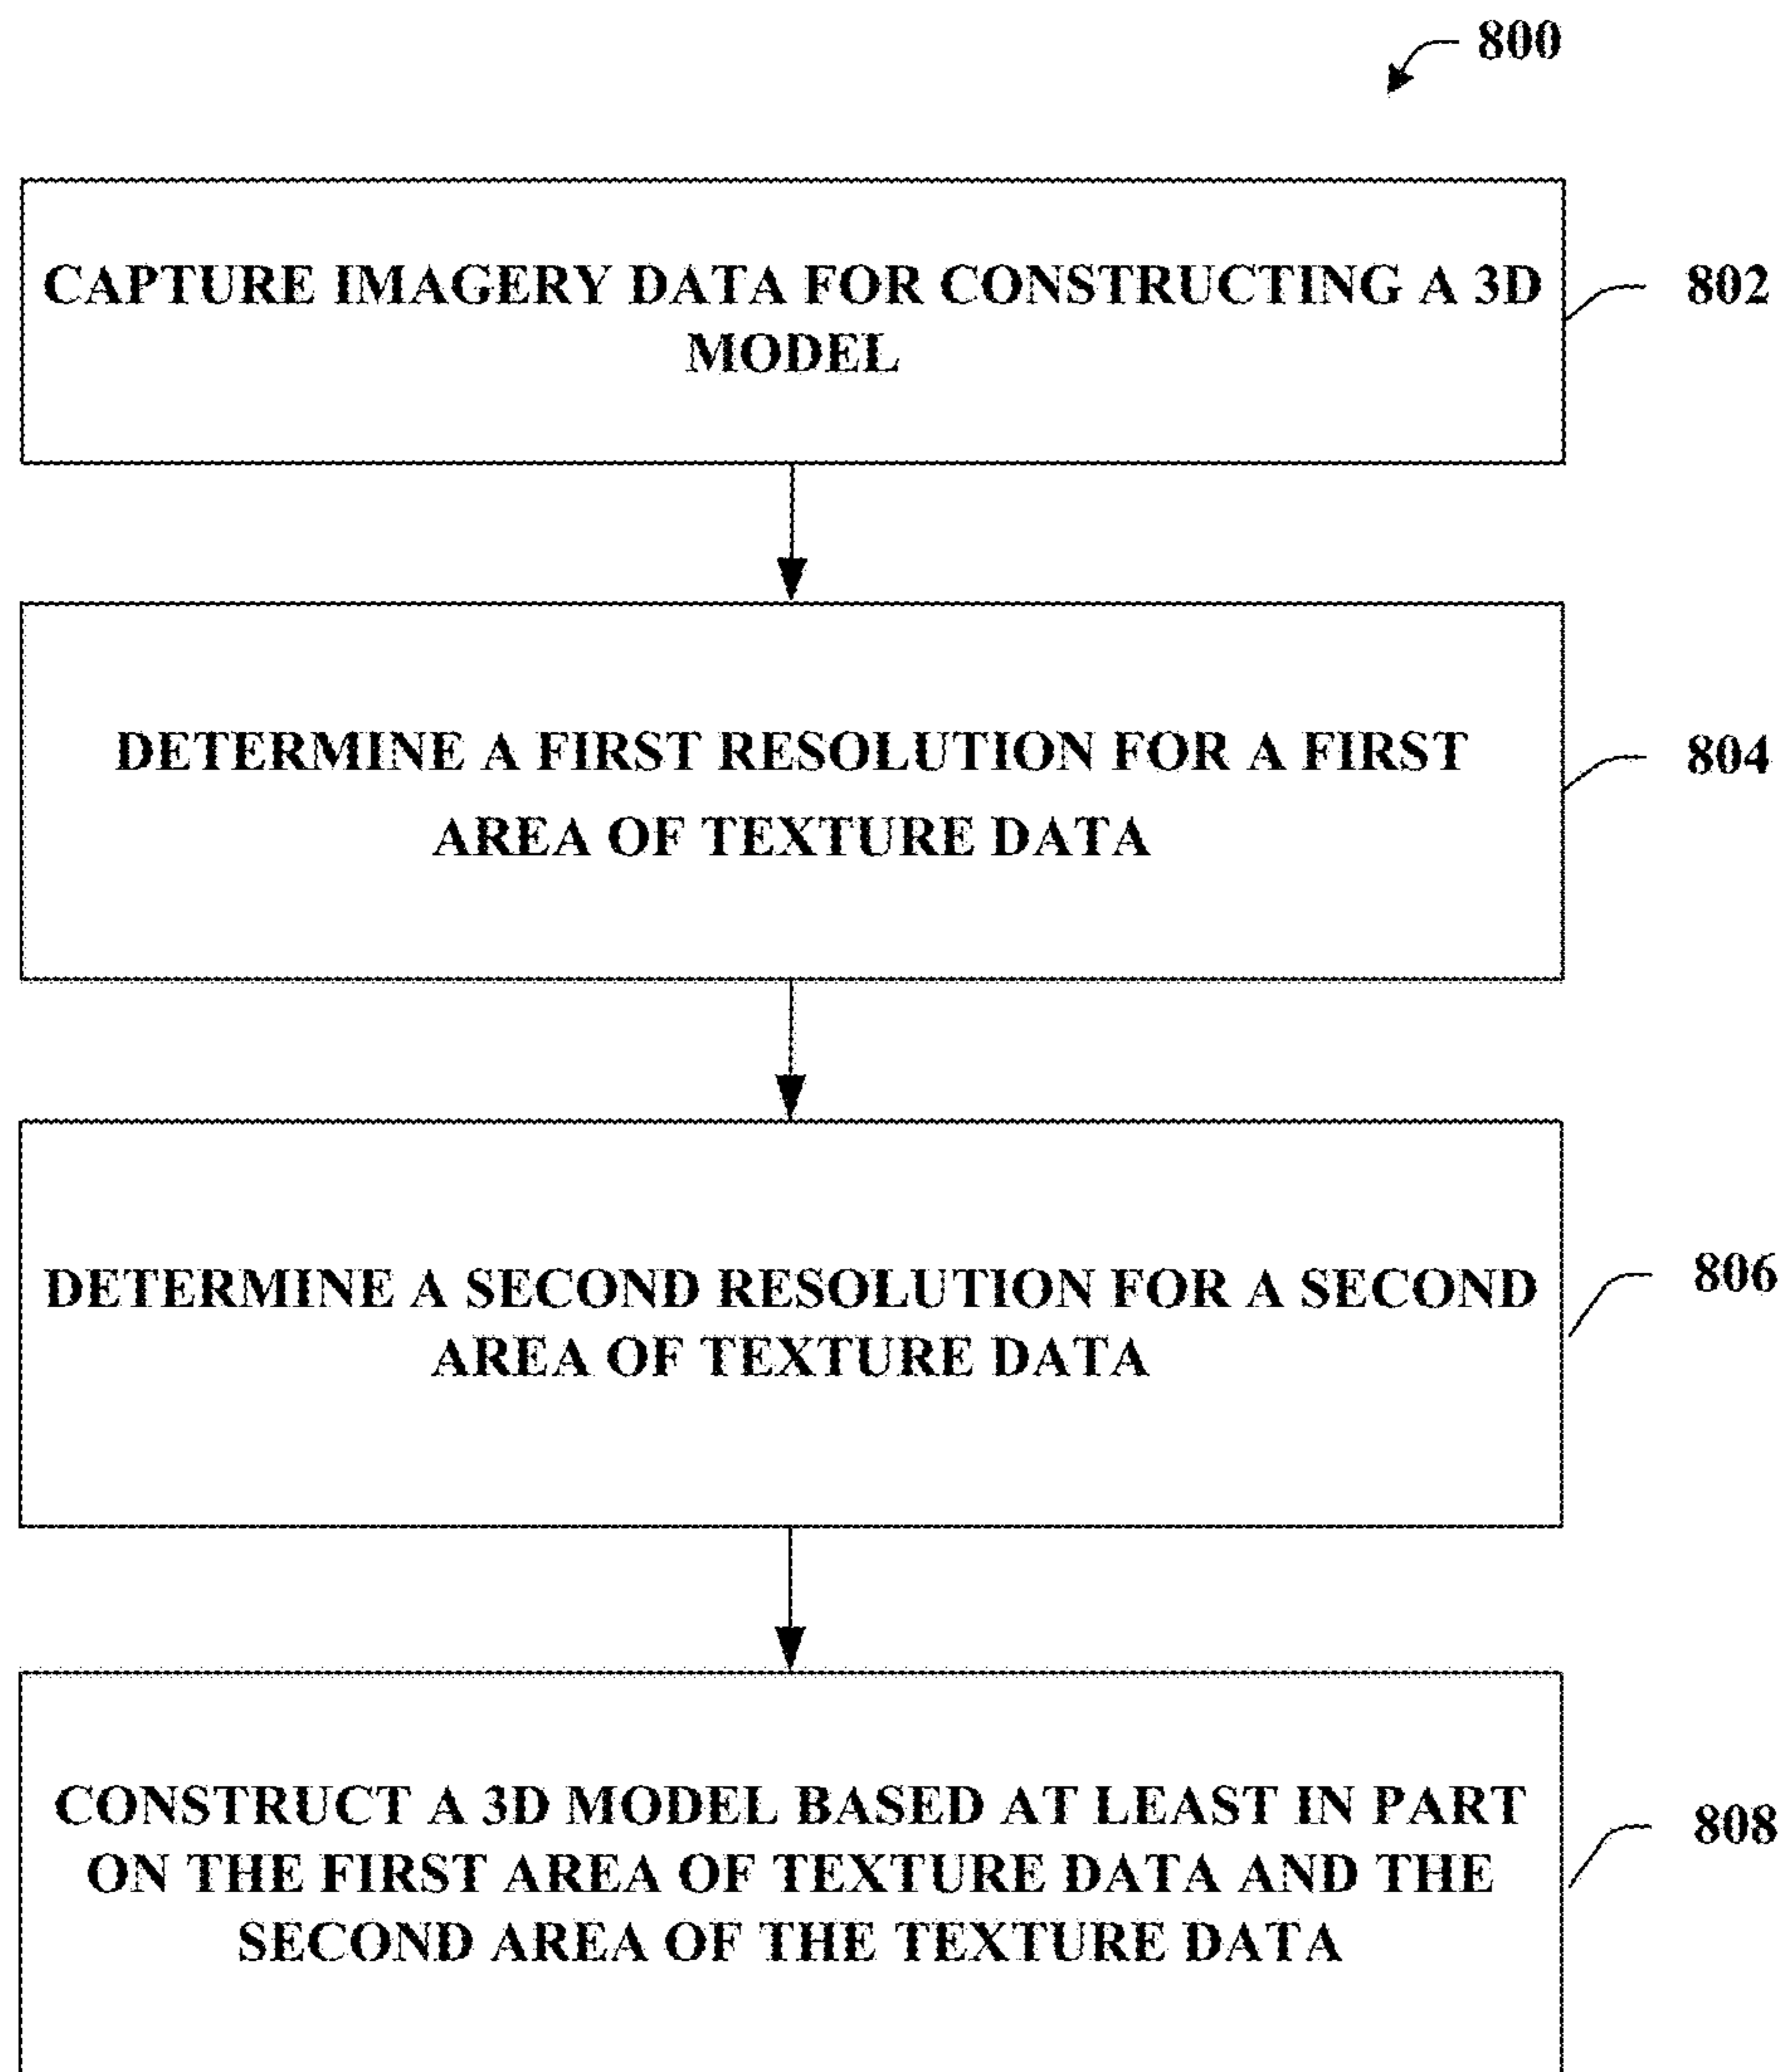 800
CAPTURE IMAGERY DATA FOR CONSTRUCTING A 3D
MODEL
802
DETERMINE A FIRST RESOLUTION FOR A FIRST
AREA OF TEXTURE DATA
804
DETERMINE A SECOND RESOLUTION FOR A SECOND
AREA OF TEXTURE DATA
806
CONSTRUCT A 3D MODEL BASED AT LEAST IN PART
ON THE FIRST AREA OF TEXTURE DATA AND THE
SECOND AREA OF THE TEXTURE DATA
808